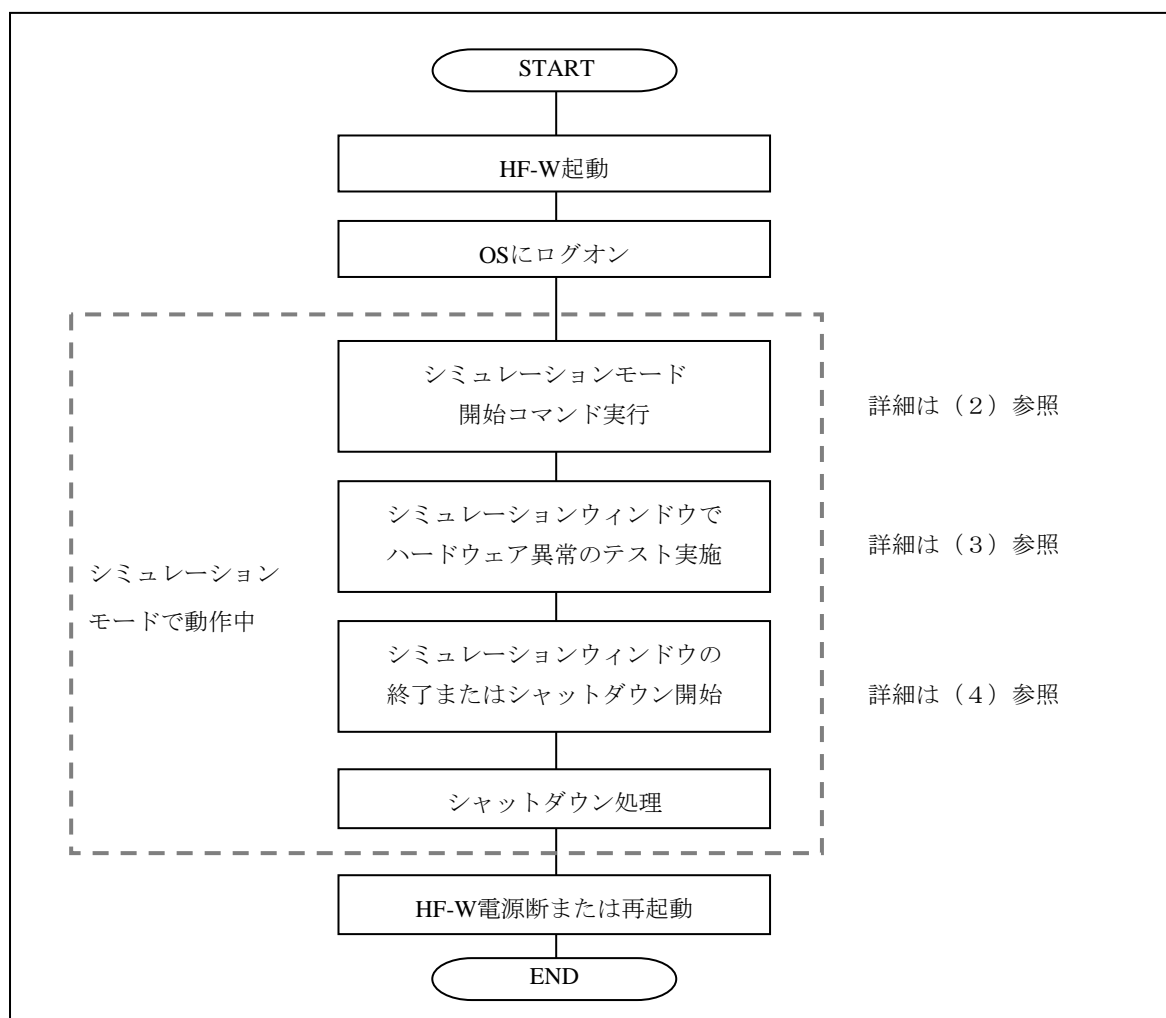 START
HF-W起動
OSにログオン
シミュレーションモード
開始コマンド実行
詳細は（２）参照
シミュレーションウィンドウで
ハードウェア異常のテスト実施
詳細は（３）参照
シミュレーション
モードで動作中
シミュレーションウィンドウの
終了またはシャットダウン開始
詳細は（４）参照
シャットダウン処理
HF-W電源断または再起動
END